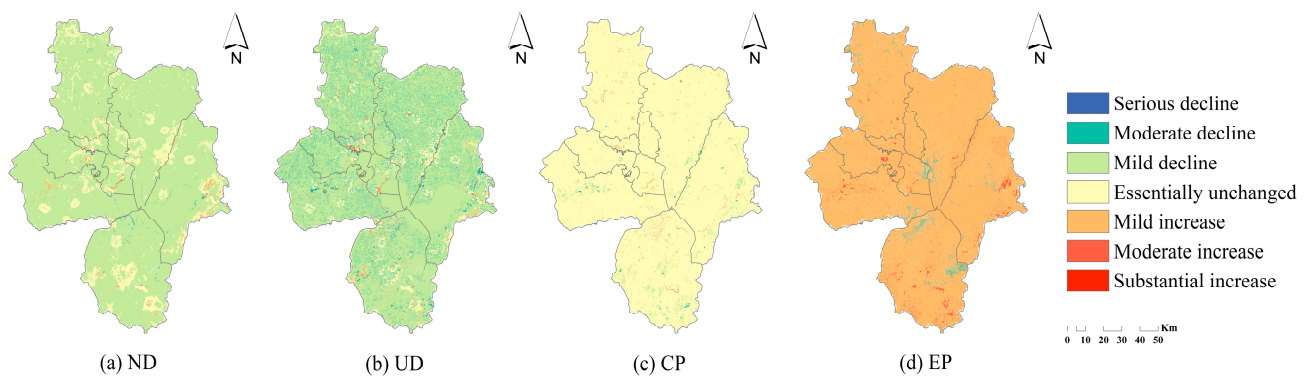 N
N
N
N
Serious decline
Moderate decline
Mild decline
Essentially unchanged
Mild increase
Moderate increase
Substantial increase
Km
0 10 20 30 40 50
(a) ND
(b) UD
(c) CP
(d) EP